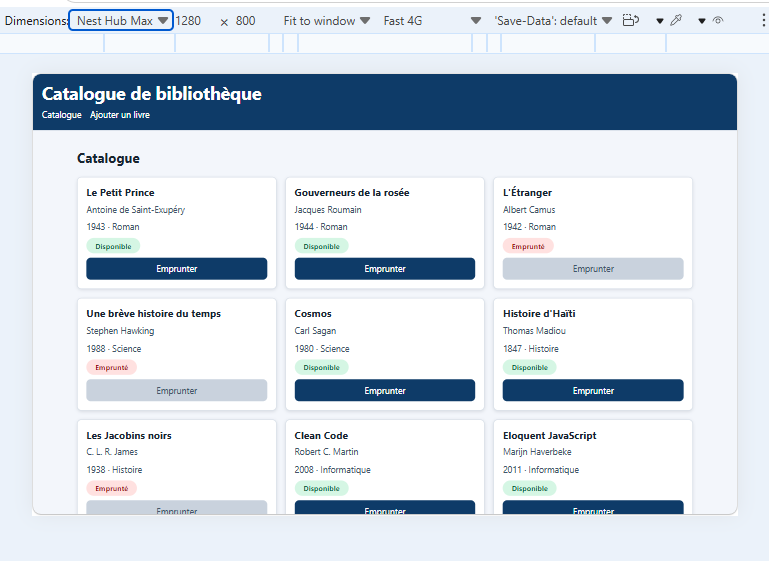 Dimensions: Nest Hub Max 1280 × 800 Fit to window Fast 4G 'Save-Data': default
Catalogue de bibliothèque
Catalogue Ajouter un livre
Catalogue
Le Petit Prince
Antoine de Saint-Exupéry
1943 · Roman
Disponible
Emprunter
Gouverneurs de la rosée
Jacques Roumain
1944 · Roman
Disponible
Emprunter
L'Étranger
Albert Camus
1942 · Roman
Emprunté
Emprunter
Une brève histoire du temps
Stephen Hawking
1988 · Science
Emprunté
Emprunter
Cosmos
Carl Sagan
1980 · Science
Disponible
Emprunter
Histoire d'Haïti
Thomas Madiou
1847 · Histoire
Disponible
Emprunter
Les Jacobins noirs
C. L. R. James
1938 · Histoire
Emprunté
Emprunter
Clean Code
Robert C. Martin
2008 · Informatique
Disponible
Emprunter
Eloquent JavaScript
Marijn Haverbeke
2011 · Informatique
Disponible
Emprunter